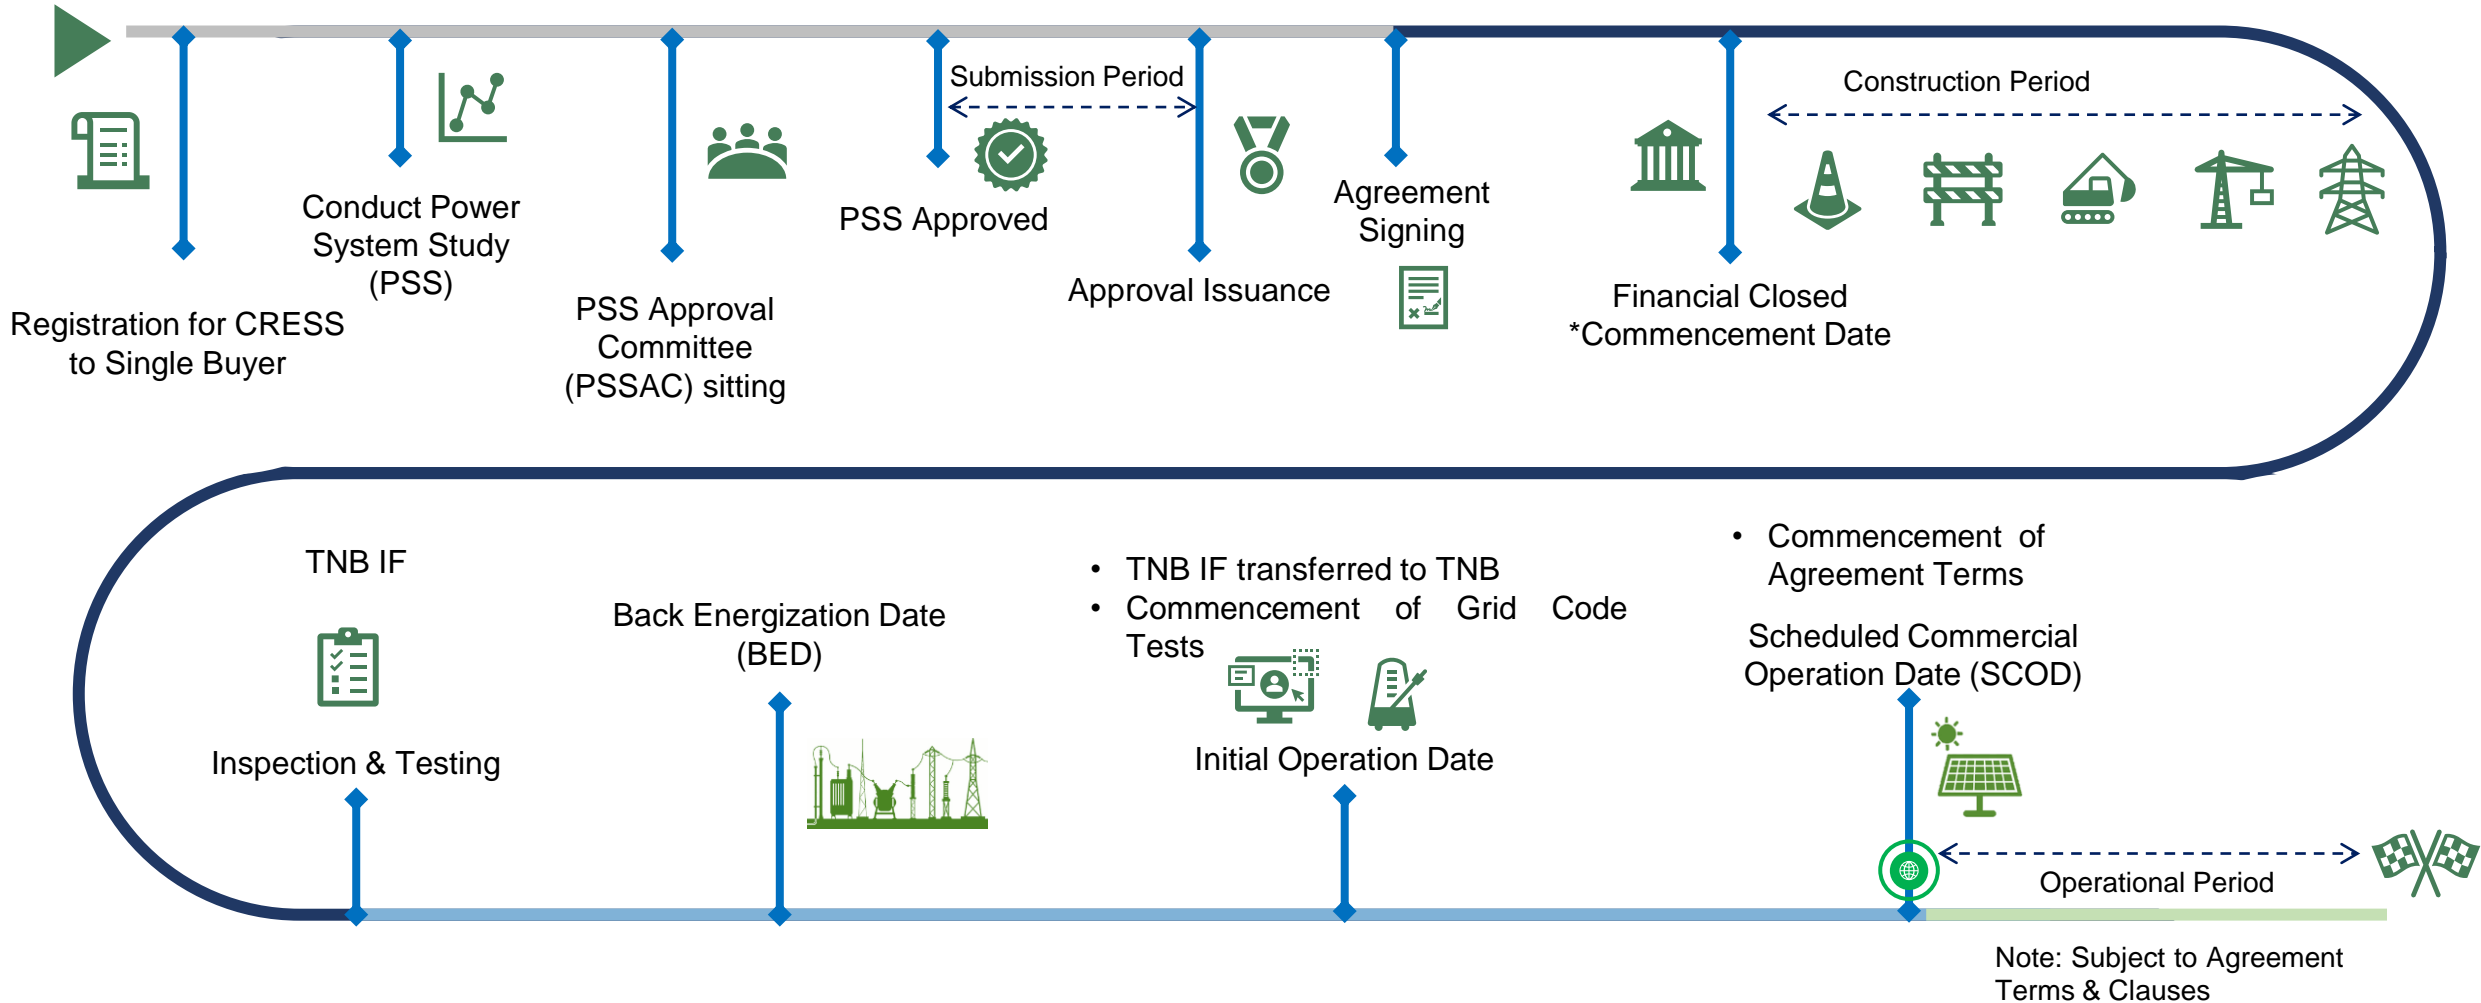 Submission Period
Construction Period
Registration for CRESS
to Single Buyer
Conduct Power
System Study
(PSS)
PSS Approval
Committee
(PSSAC) sitting
PSS Approved
Approval Issuance
Agreement
Signing
Financial Closed
*Commencement Date
TNB IF
Inspection & Testing
Back Energization Date
(BED)
• TNB IF transferred to TNB
• Commencement of Grid Code
Tests
Initial Operation Date
• Commencement of
Agreement Terms
Scheduled Commercial
Operation Date (SCOD)
Operational Period
Note: Subject to Agreement
Terms & Clauses